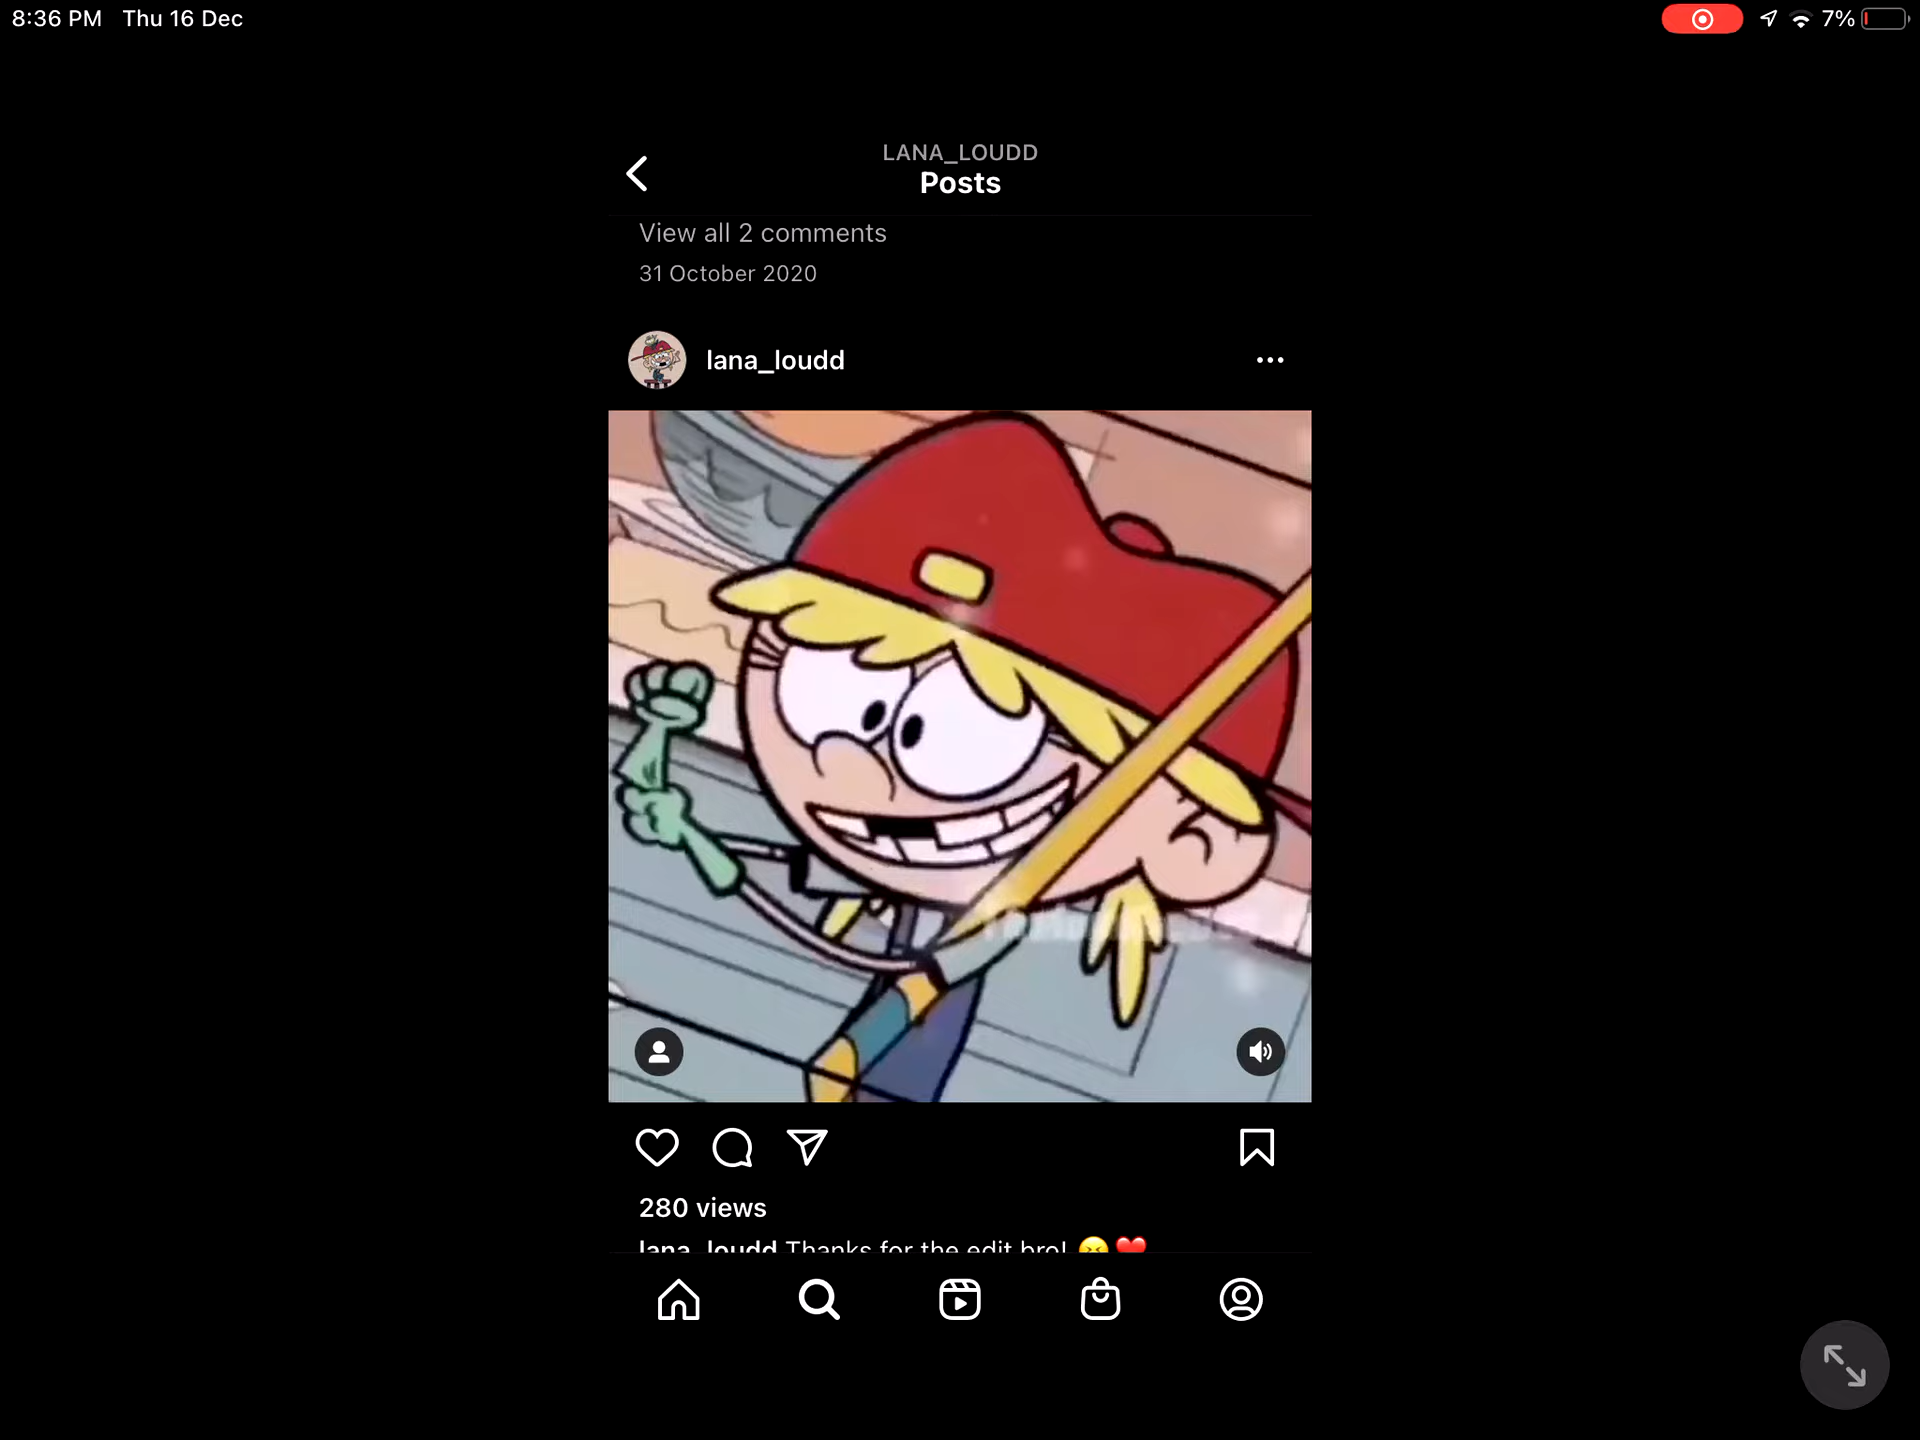 8:36 PM Thu 16 Dec
7%
LANA_LOUDD
Posts
View all 2 comments
31 October 2020
lana_loudd
280 views
lana_loudd Thanks for the edit bro! 😆❤️